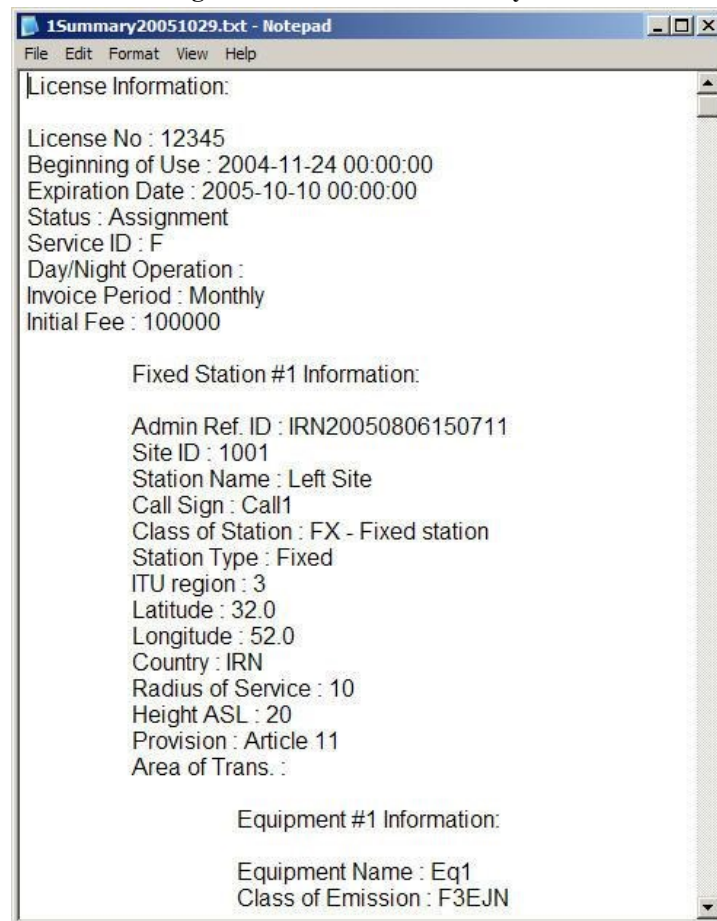 1Summary20051029.txt - Notepad
File Edit Format View Help
License Information:
License No : 12345
Beginning of Use : 2004-11-24 00:00:00
Expiration Date : 2005-10-10 00:00:00
Status : Assignment
Service ID : F
Day/Night Operation :
Invoice Period : Monthly
Initial Fee : 100000
Fixed Station #1 Information:
Admin Ref. ID : IRN20050806150711
Site ID : 1001
Station Name : Left Site
Call Sign : Call1
Class of Station : FX - Fixed station
Station Type : Fixed
ITU region : 3
Latitude : 32.0
Longitude : 52.0
Country : IRN
Radius of Service : 10
Height ASL : 20
Provision : Article 11
Area of Trans. :
Equipment #1 Information:
Equipment Name : Eq1
Class of Emission : F3EJN